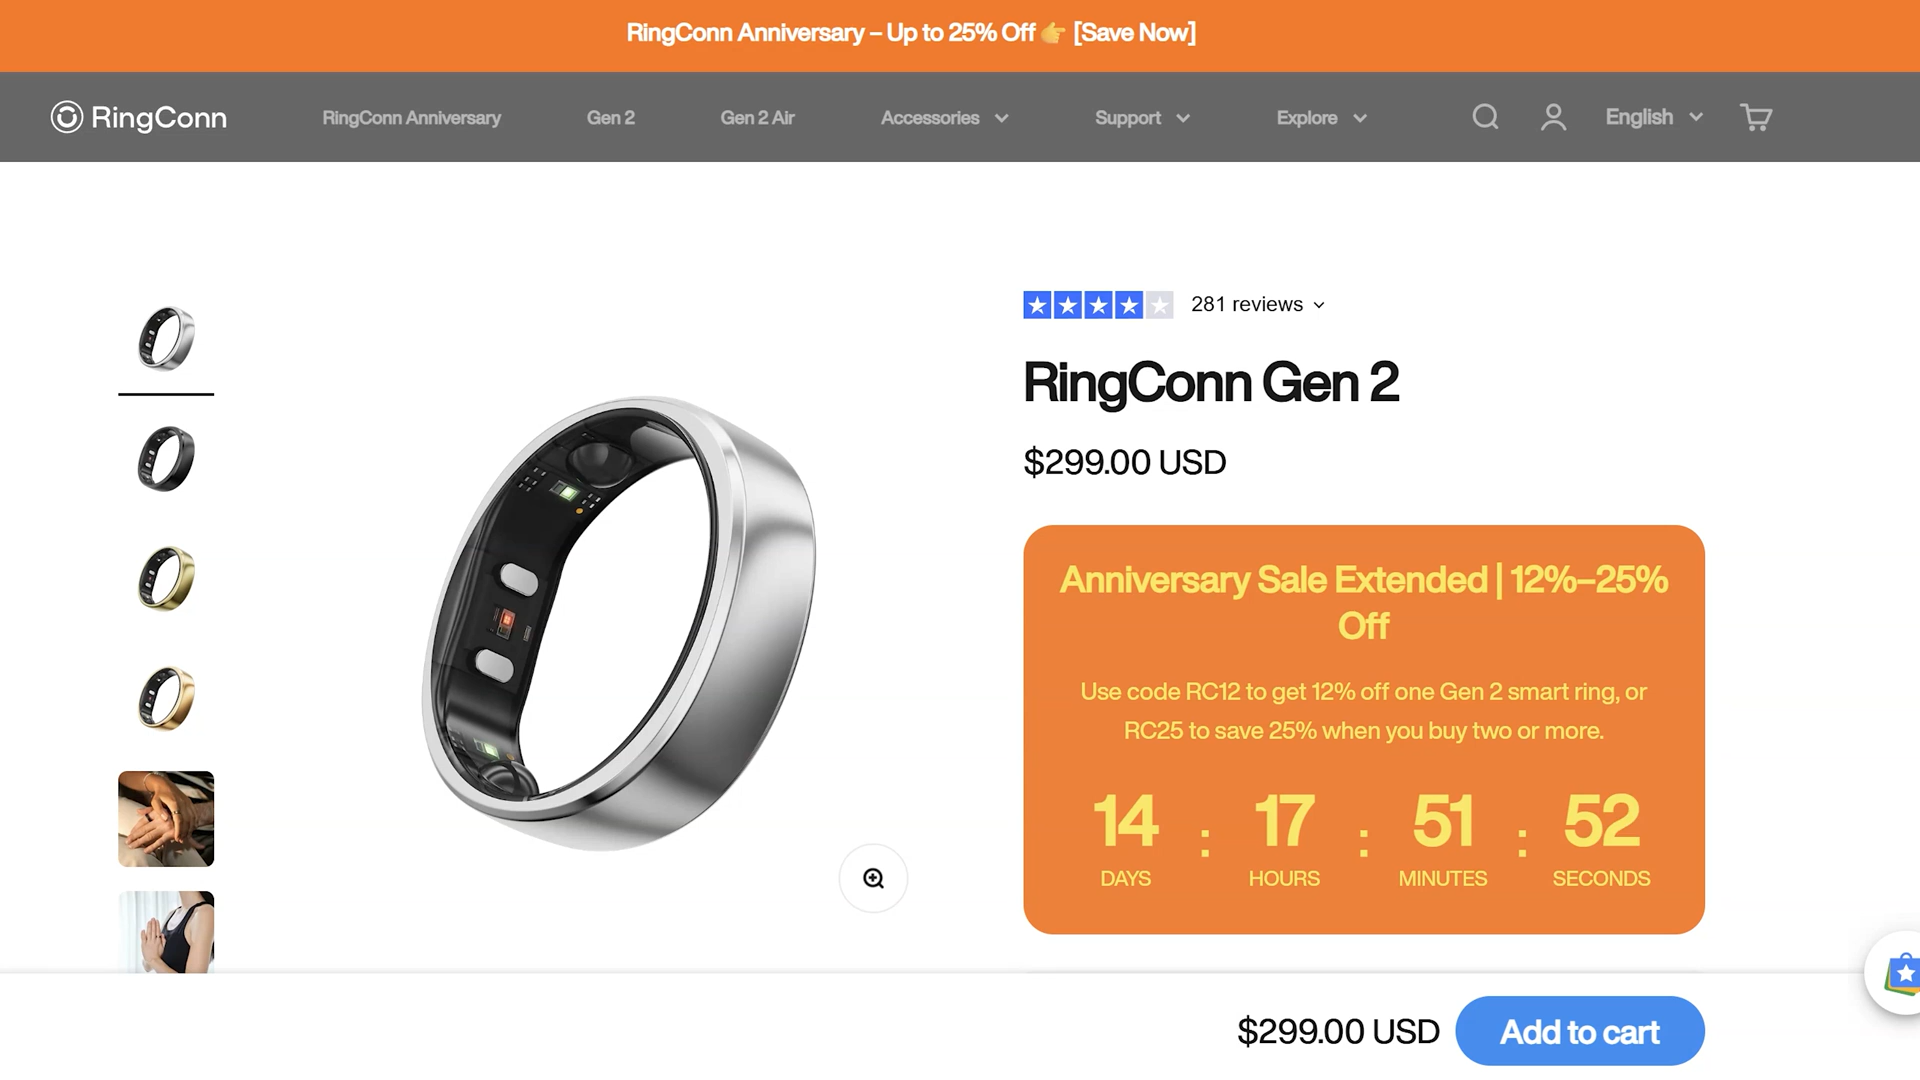 RingConn Anniversary – Up to 25% Off 👉 [Save Now]
RingConn
RingConn Anniversary
Gen 2
Gen 2 Air
Accessories
Support
Explore
English
281 reviews
RingConn Gen 2
$299.00 USD
Anniversary Sale Extended | 12%–25%
Off
Use code RC12 to get 12% off one Gen 2 smart ring, or
RC25 to save 25% when you buy two or more.
14 : 17 : 51 : 52
DAYS HOURS MINUTES SECONDS
$299.00 USD
Add to cart